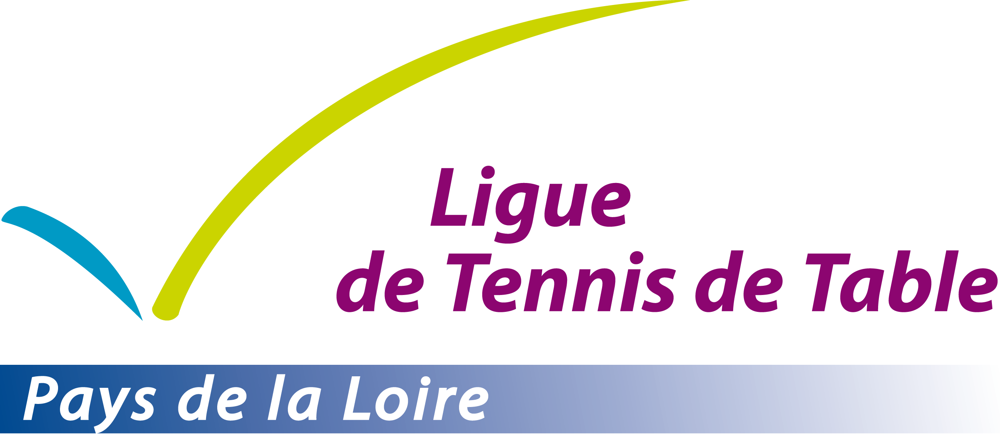 Ligue
de Tennis de Table
Pays de la Loire